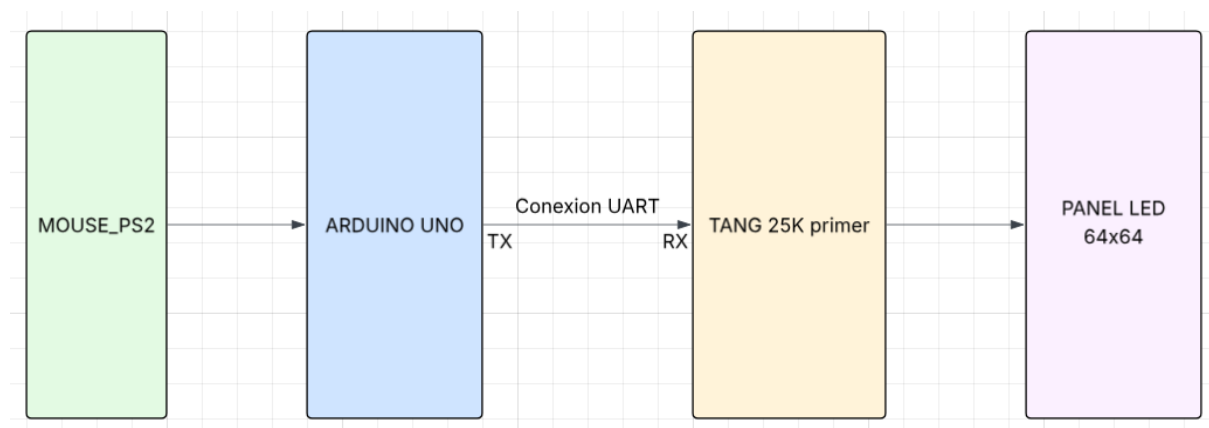 MOUSE_PS2
ARDUINO UNO
Conexion UART
TX
RX
TANG 25K primer
PANEL LED
64x64